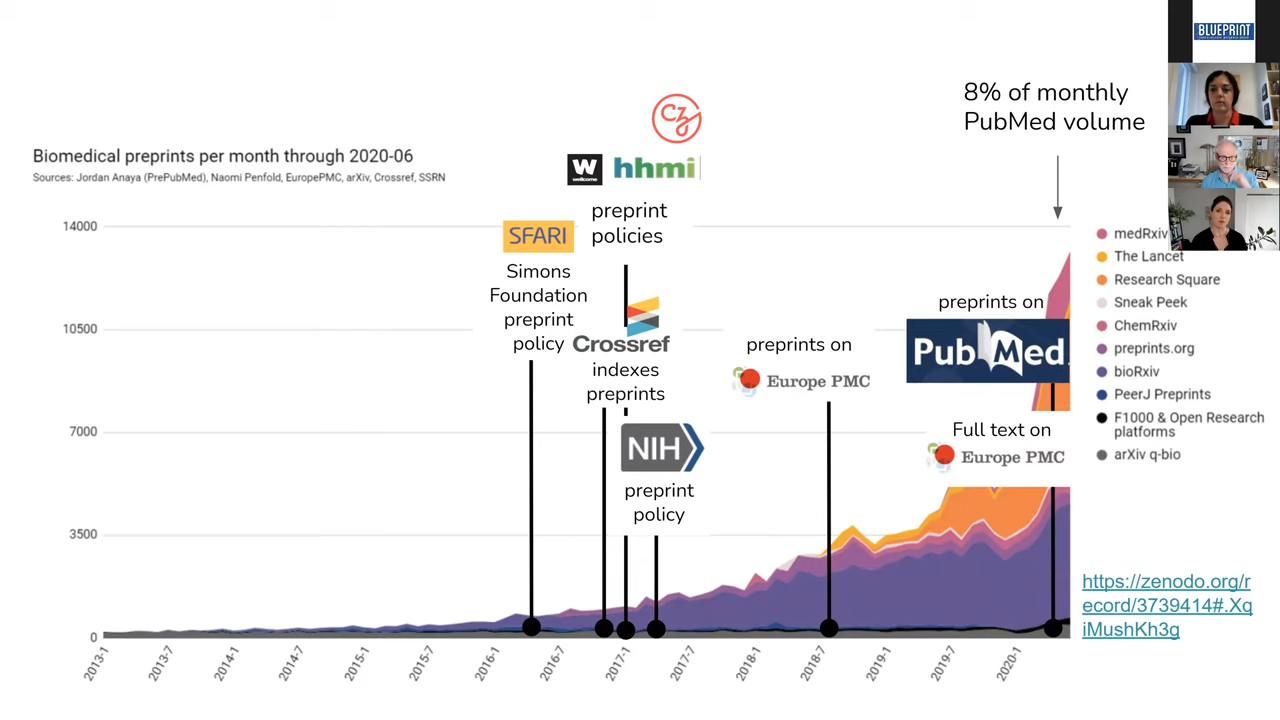 BLUEPRINT
8% of monthly
PubMed volume
Biomedical preprints per month through 2020-06
Sources: Jordan Anaya (PrePubMed), Naomi Penfold, EuropePMC, arXiv, Crossref, SSRN
cz
W
wellcome
hhmi
preprint
policies
SFARI
Simons
Foundation
preprint
policy
Crossref
indexes
preprints
NIH
preprint
policy
preprints on
Europe PMC
preprints on
PubMed
Full text on
Europe PMC
14000
10500
7000
3500
0
2013-1
2013-7
2014-1
2014-7
2015-1
2015-7
2016-1
2016-7
2017-1
2017-7
2018-1
2018-7
2019-1
2019-7
2020-1
medRxiv
The Lancet
Research Square
Sneak Peek
ChemRxiv
preprints.org
bioRxiv
PeerJ Preprints
F1000 & Open Research
platforms
arXiv q-bio
https://zenodo.org/r
ecord/3739414#.Xq
iMushKh3g